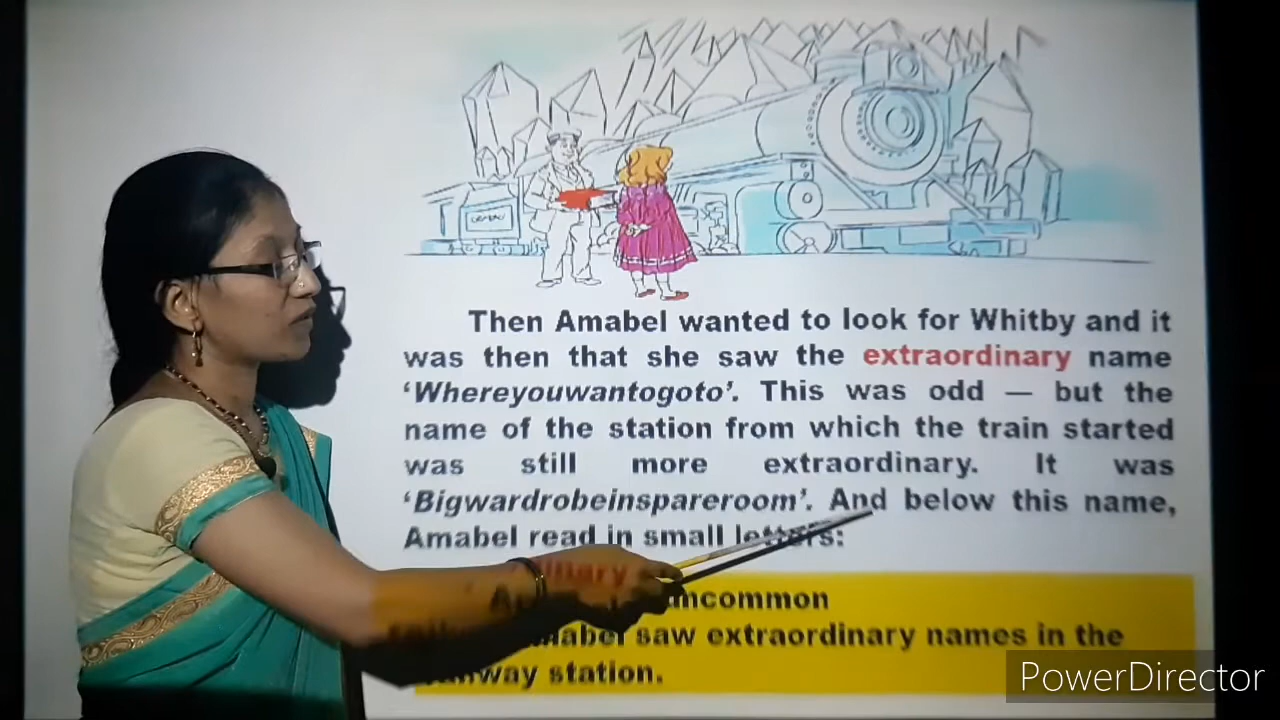 Then Amabel wanted to look for Whitby and it
was then that she saw the extraordinary name
‘Whereyouwantogoto’. This was odd — but the
name of the station from which the train started
was still more extraordinary. It was
‘Bigwardrobeinspareroom’. And below this name,
Amabel read in small letters:
uncommon
saw extraordinary names in the
station.
PowerDirector